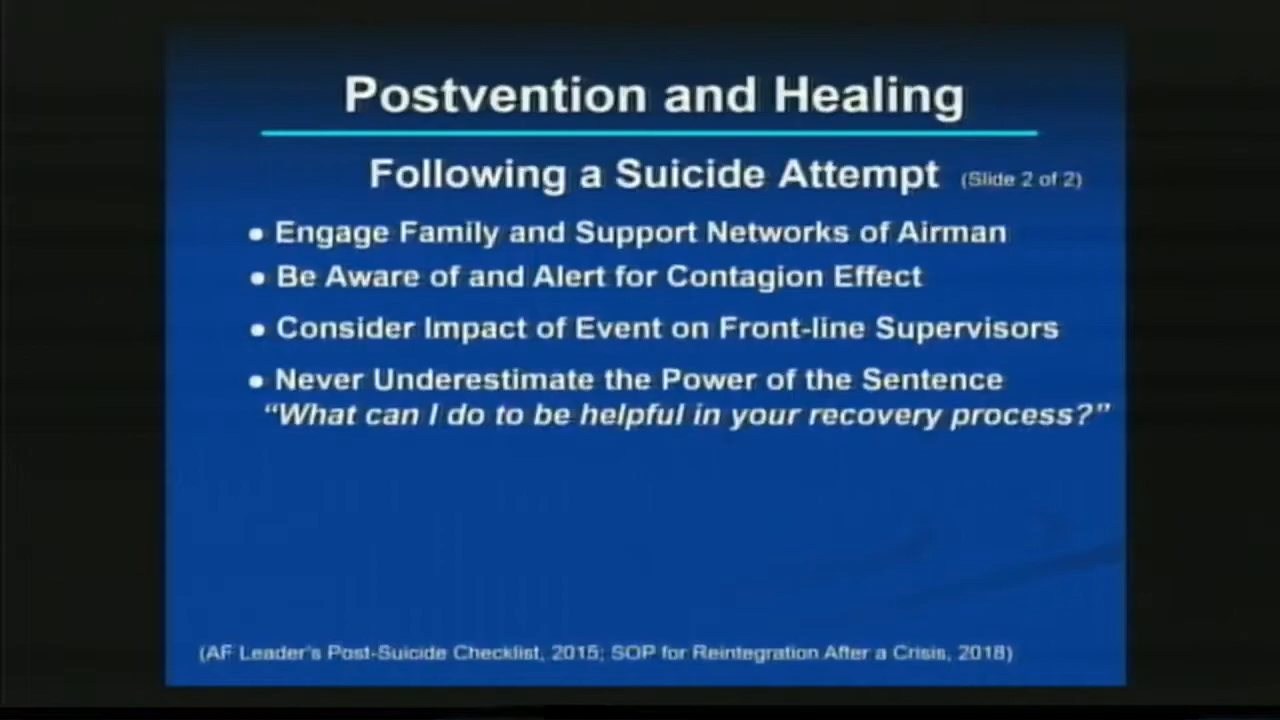 Postvention and Healing
Following a Suicide Attempt (Slide 2 of 2)
• Engage Family and Support Networks of Airman
• Be Aware of and Alert for Contagion Effect
• Consider Impact of Event on Front-line Supervisors
• Never Underestimate the Power of the Sentence
“What can I do to be helpful in your recovery process?”
(AF Leader's Post-Suicide Checklist, 2015; SOP for Reintegration After a Crisis, 2018)